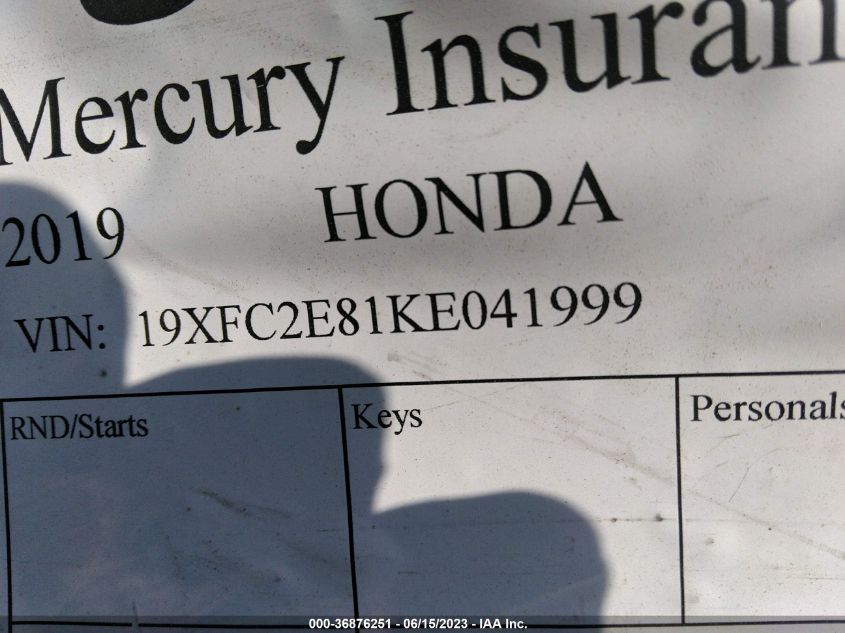 Mercury Insuran
2019 HONDA
VIN: 19XFC2E81KE041999
RND/Starts Keys Personals
000-36876251 - 06/15/2023 - IAA Inc.